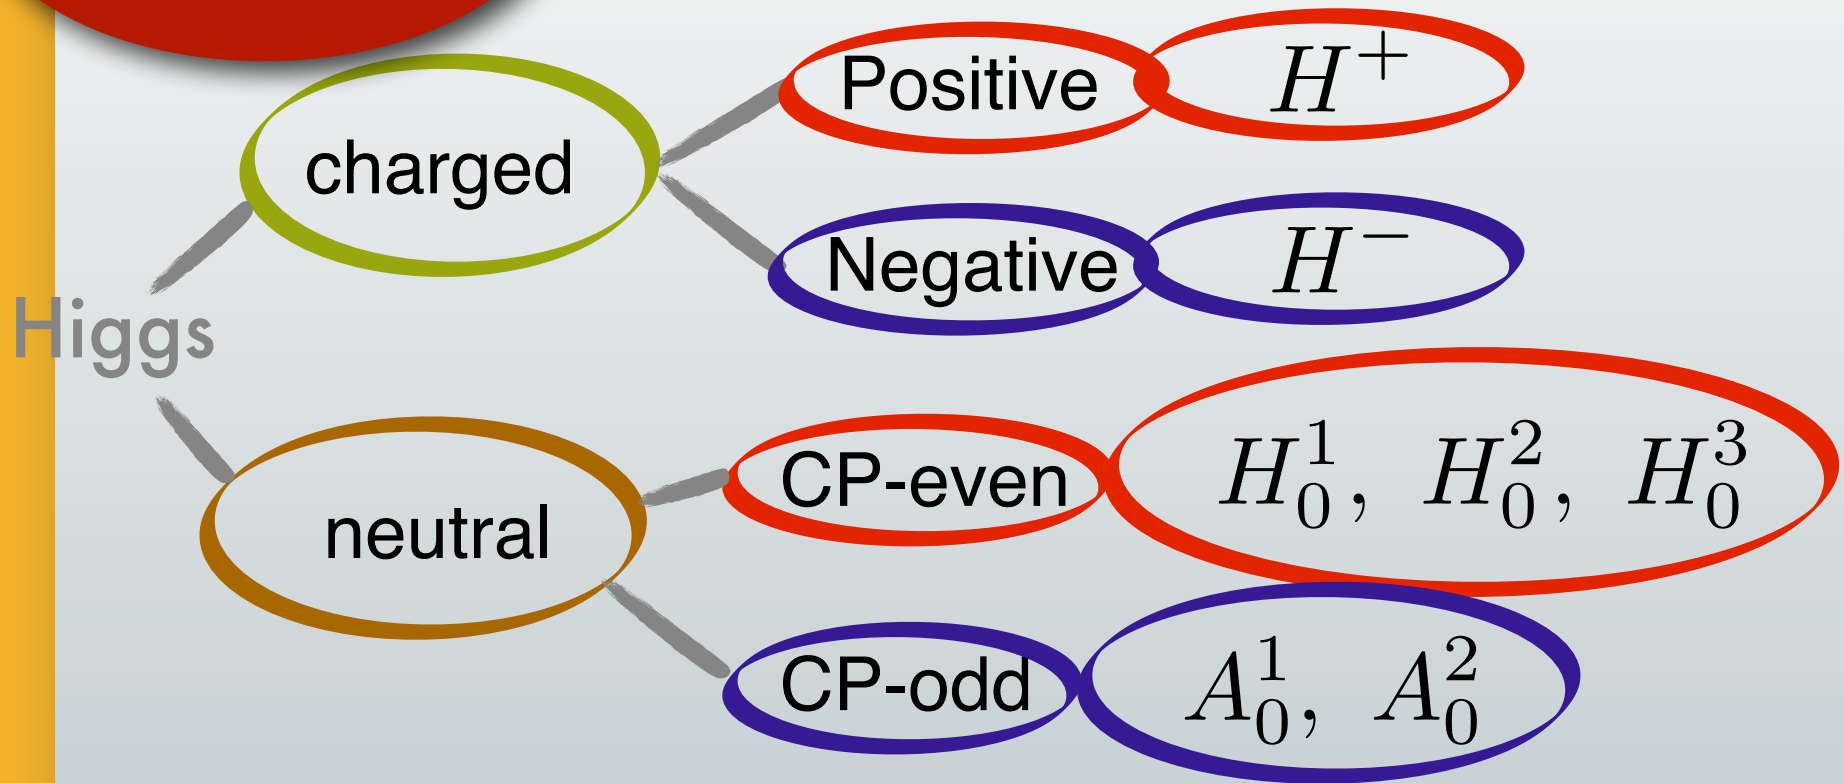 Higgs
charged
Positive
H^+
Negative
H^-
neutral
CP-even
H_0^1, H_0^2, H_0^3
CP-odd
A_0^1, A_0^2